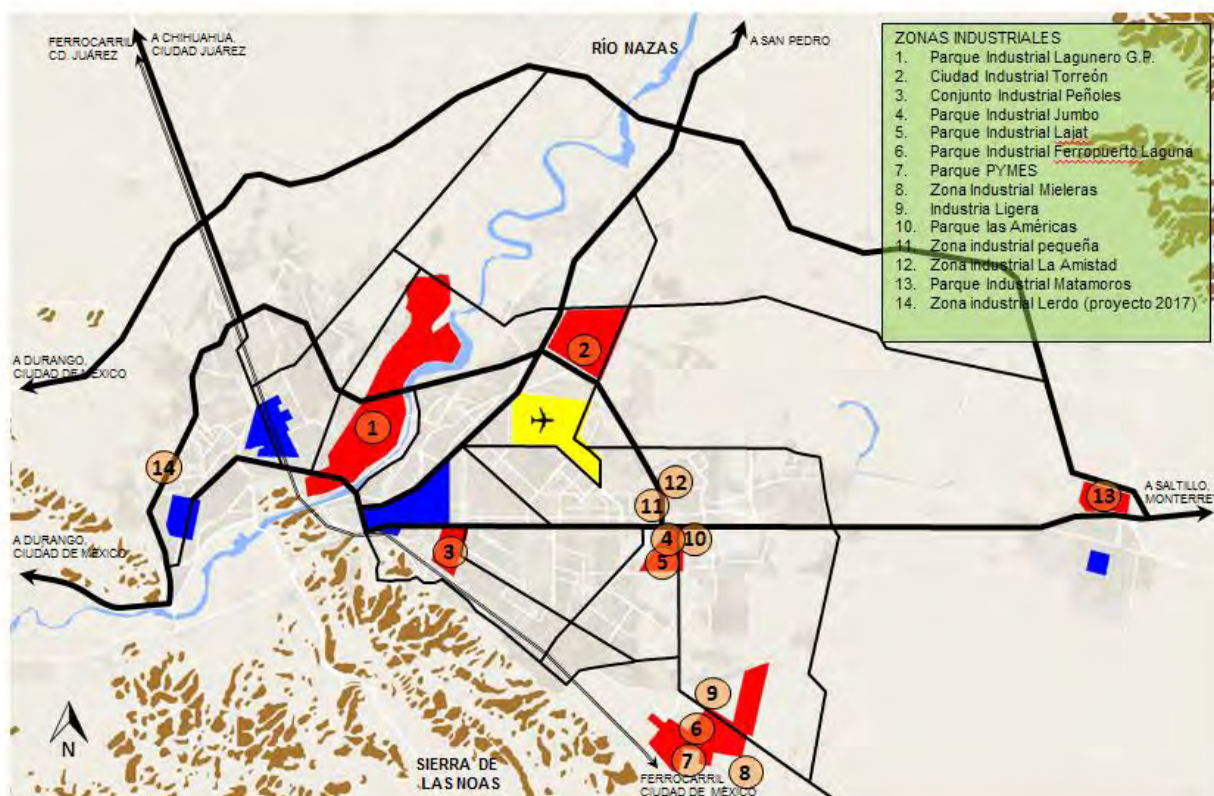 FERROCARRIL
CD. JUÁREZ
A CHIHUAHUA,
CIUDAD JUÁREZ
RÍO NAZAS
A SAN PEDRO
ZONAS INDUSTRIALES
1. Parque Industrial Lagunero G.P.
2. Ciudad Industrial Torreón
3. Conjunto Industrial Peñoles
4. Parque Industrial Jumbo
5. Parque Industrial Lajat
6. Parque Industrial Ferropuerto Laguna
7. Parque PYMES
8. Zona Industrial Mieleras
9. Industria Ligera
10. Parque las Américas
11. Zona industrial pequeña
12. Zona Industrial La Amistad
13. Parque Industrial Matamoros
14. Zona industrial Lerdo (proyecto 2017)
A DURANGO,
CIUDAD DE MÉXICO
2
1
14
12
11
13
A SALTILLO,
MONTERREY
A DURANGO,
CIUDAD DE MÉXICO
3
4
10
5
9
6
7
8
N
SIERRA DE
LAS NOAS
FERROCARRIL
CIUDAD DE MÉXICO